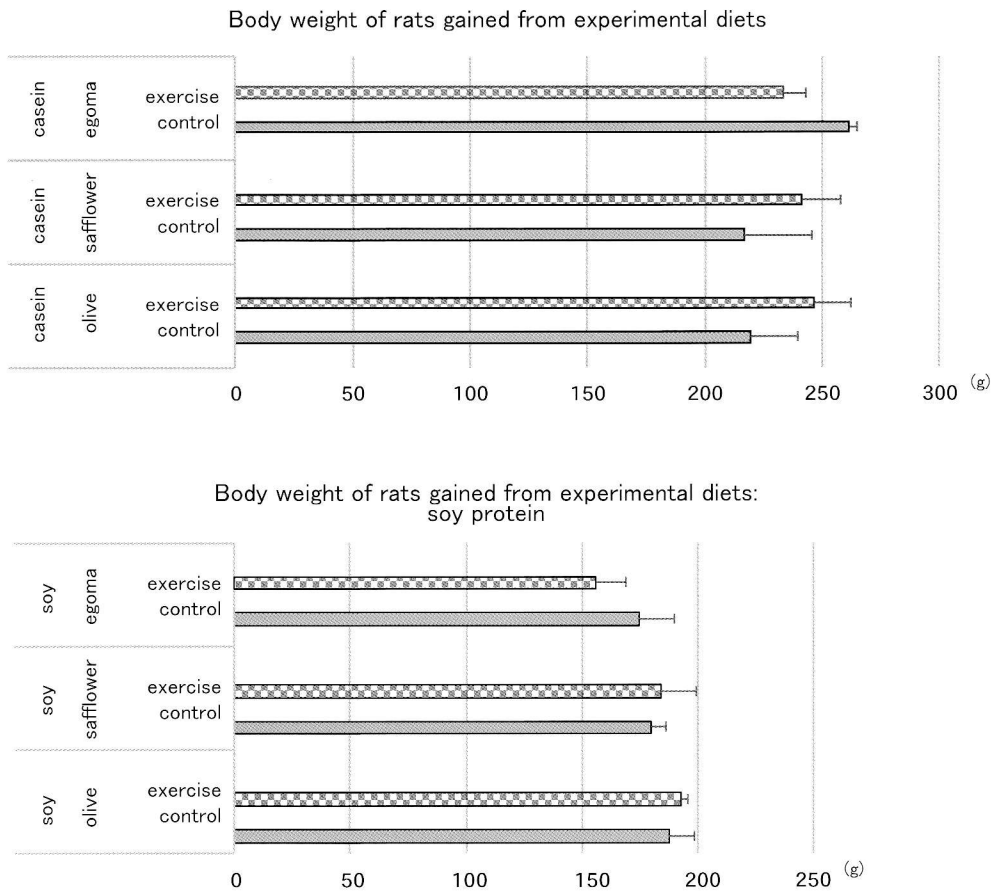 Body weight of rats gained from experimental diets
casein egoma exercise
control
casein safflower exercise
control
casein olive exercise
control
0 50 100 150 200 250 300 (g)
Body weight of rats gained from experimental diets:
soy protein
soy egoma exercise
control
soy safflower exercise
control
soy olive exercise
control
0 50 100 150 200 250 (g)